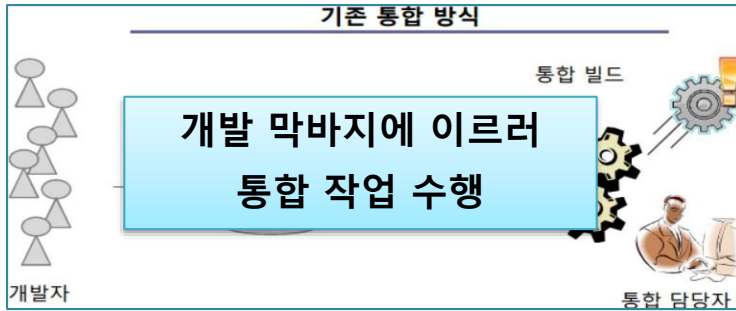 기존 통합 방식
통합 빌드
개발 막바지에 이르러
통합 작업 수행
개발자
통합 담당자